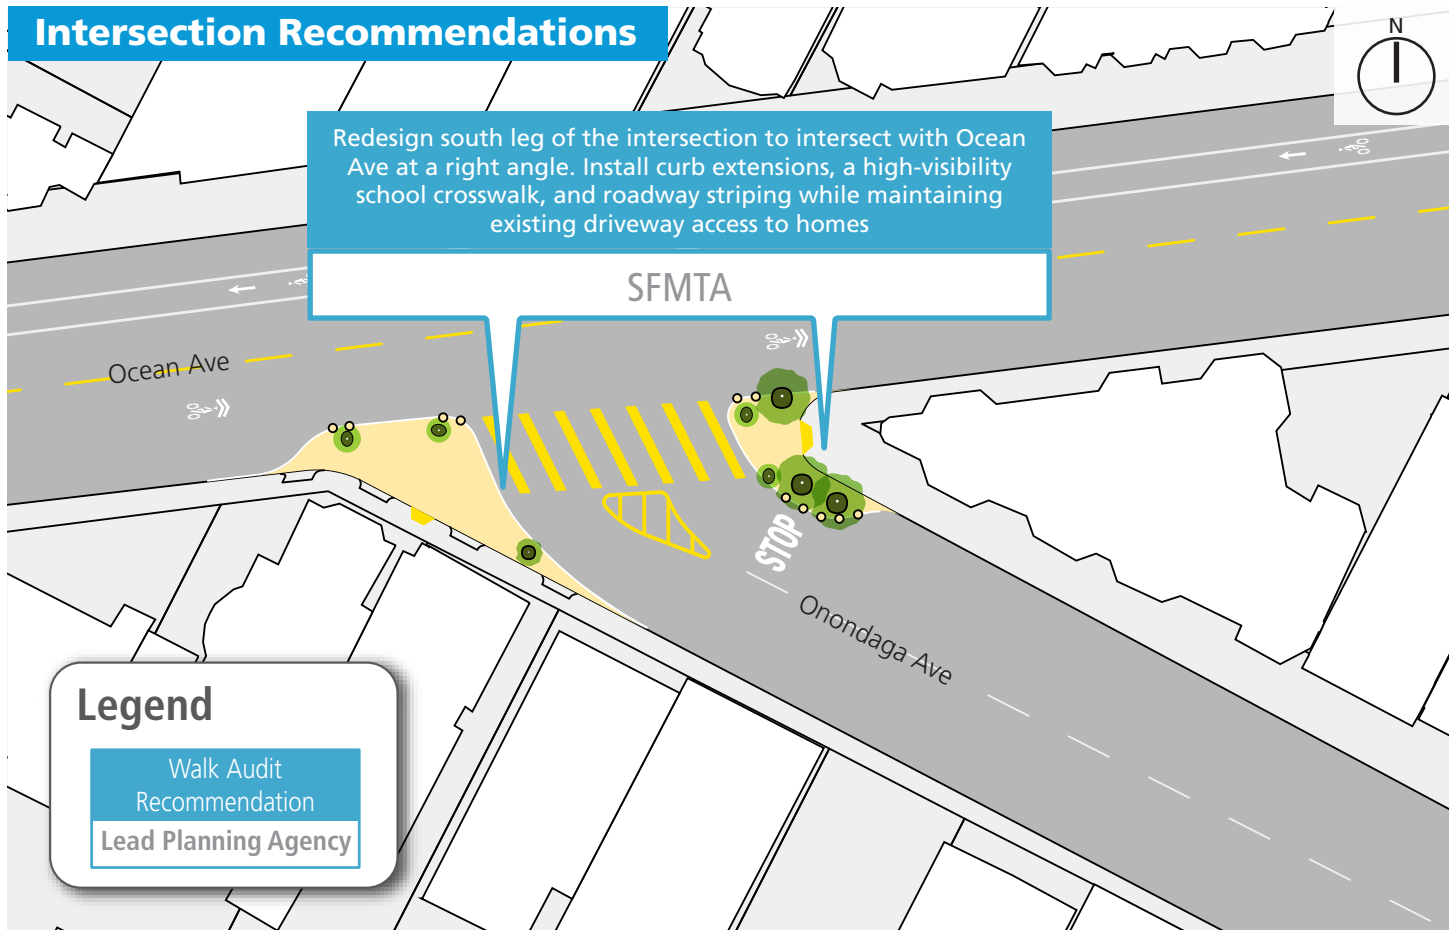 Intersection Recommendations
N
Redesign south leg of the intersection to intersect with Ocean
Ave at a right angle. Install curb extensions, a high-visibility
school crosswalk, and roadway striping while maintaining
existing driveway access to homes
SFMTA
Ocean Ave
STOP
Onondaga Ave
Legend
Walk Audit
Recommendation
Lead Planning Agency